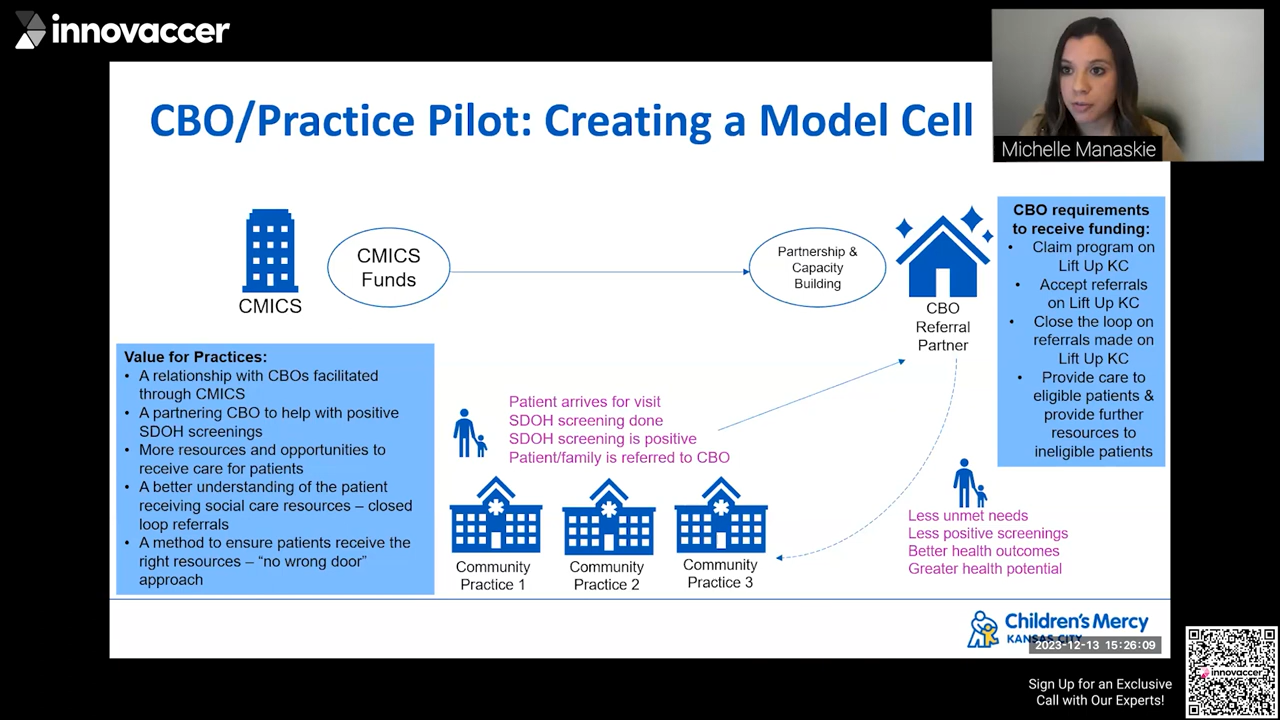 innovaccer
CBO/Practice Pilot: Creating a Model Cell
Michelle Manaskie
CMICS
CMICS
Funds
Partnership &
Capacity
Building
CBO
Referral
Partner
CBO requirements
to receive funding:
• Claim program on
Lift Up KC
• Accept referrals
on Lift Up KC
• Close the loop on
referrals made on
Lift Up KC
• Provide care to
eligible patients &
provide further
resources to
ineligible patients
Value for Practices:
• A relationship with CBOs facilitated
through CMICS
• A partnering CBO to help with positive
SDOH screenings
• More resources and opportunities to
receive care for patients
• A better understanding of the patient
receiving social care resources – closed
loop referrals
• A method to ensure patients receive the
right resources – “no wrong door”
approach
Patient arrives for visit
SDOH screening done
SDOH screening is positive
Patient/family is referred to CBO
Community
Practice 1
Community
Practice 2
Community
Practice 3
Less unmet needs
Less positive screenings
Better health outcomes
Greater health potential
Children's Mercy
KANSAS CITY
2023-12-13 15:26:09
innovaccer
Sign Up for an Exclusive
Call with Our Experts!